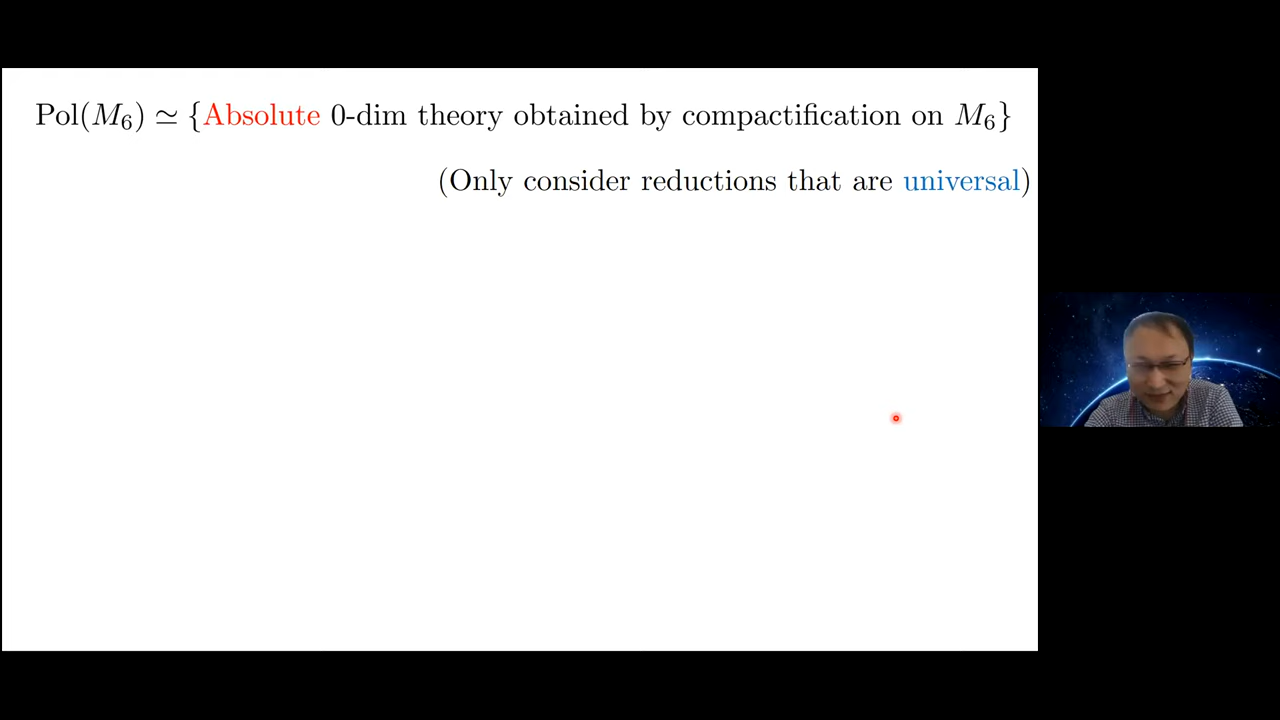 Pol(M₆) ≃ {Absolute 0-dim theory obtained by compactification on M₆}
(Only consider reductions that are universal)